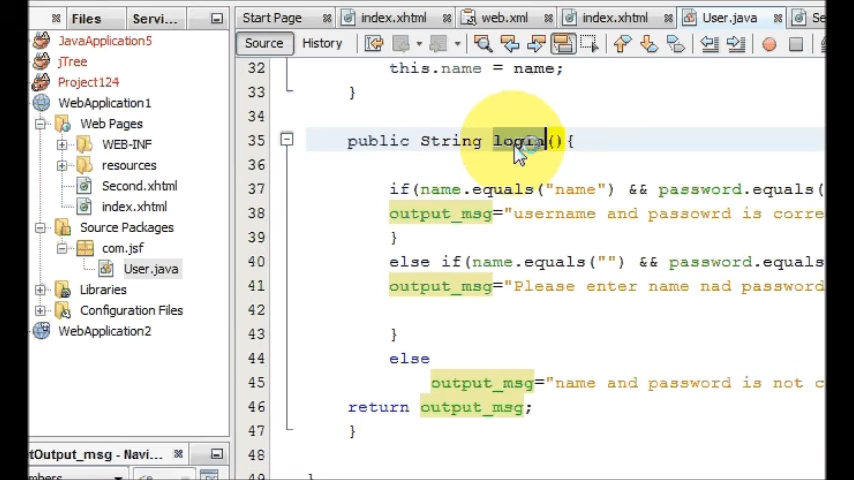 Files
Servi...
Start Page
index.xhtml
web.xml
index.xhtml
User.java
Se
JavaApplication5
jTree
Project124
WebApplication1
Web Pages
WEB-INF
resources
Second.xhtml
index.xhtml
Source Packages
com.jsf
User.java
Libraries
Configuration Files
WebApplication2
tOutput_msg - Navi...
mbers
<e
Source History
32 this.name = name;
33 }
34
35 public String login(){
36
37 if(name.equals("name") && password.equals(
38 output_msg="username and passowrd is corre
39 }
40 else if(name.equals("") && password.equals
41 output_msg="Please enter name nad password
42
43 }
44 else
45 output_msg="name and password is not c
46 return output_msg;
47 }
48
49 }